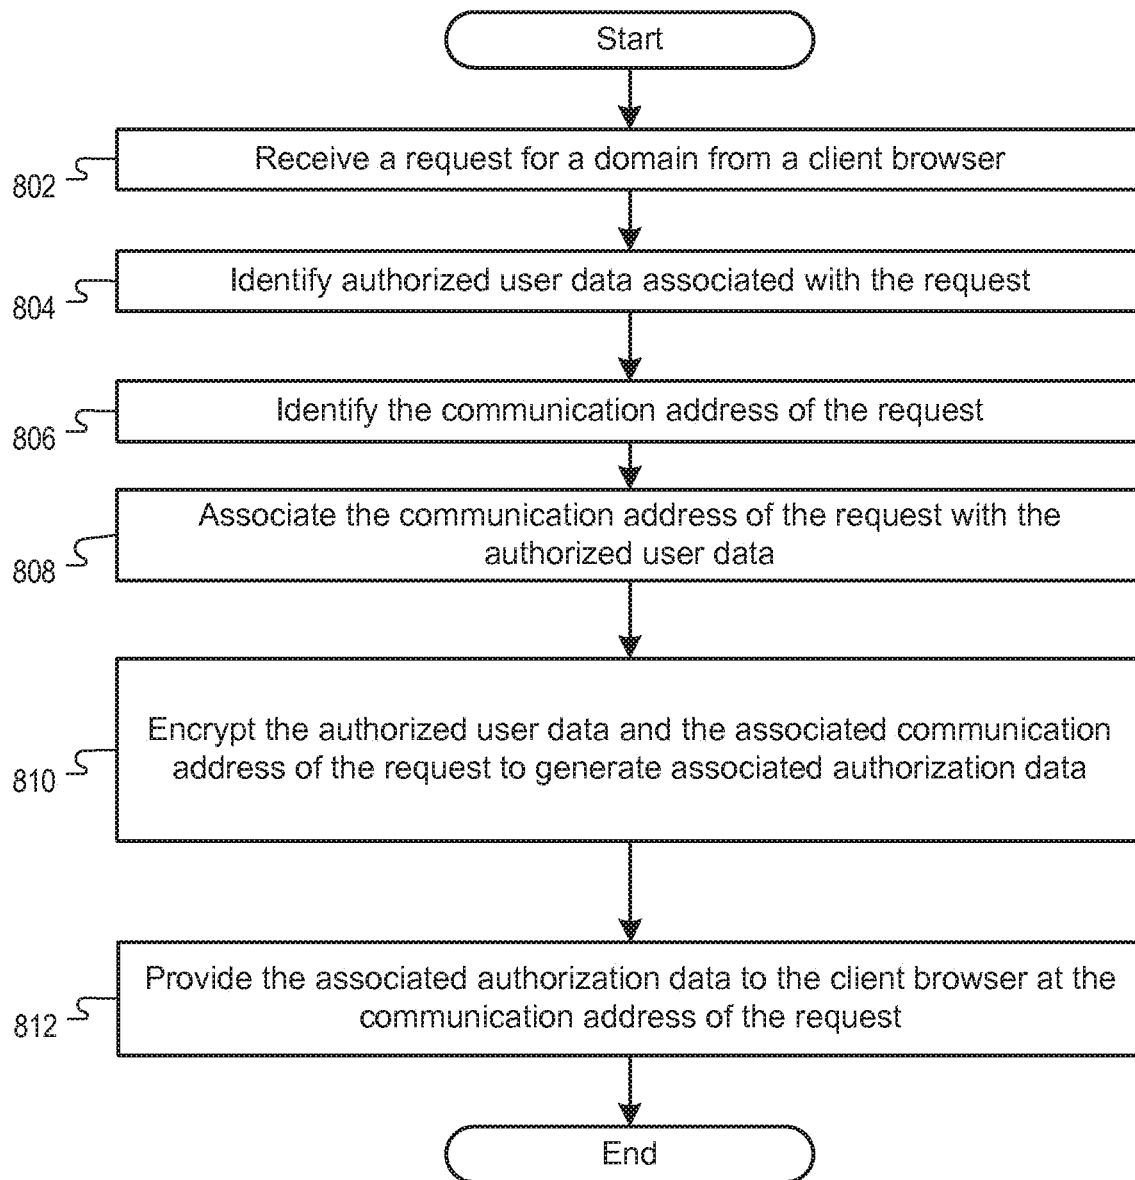 Start
Receive a request for a domain from a client browser
802
Identify authorized user data associated with the request
804
Identify the communication address of the request
806
Associate the communication address of the request with the
authorized user data
808
Encrypt the authorized user data and the associated communication
address of the request to generate associated authorization data
810
Provide the associated authorization data to the client browser at the
communication address of the request
812
End